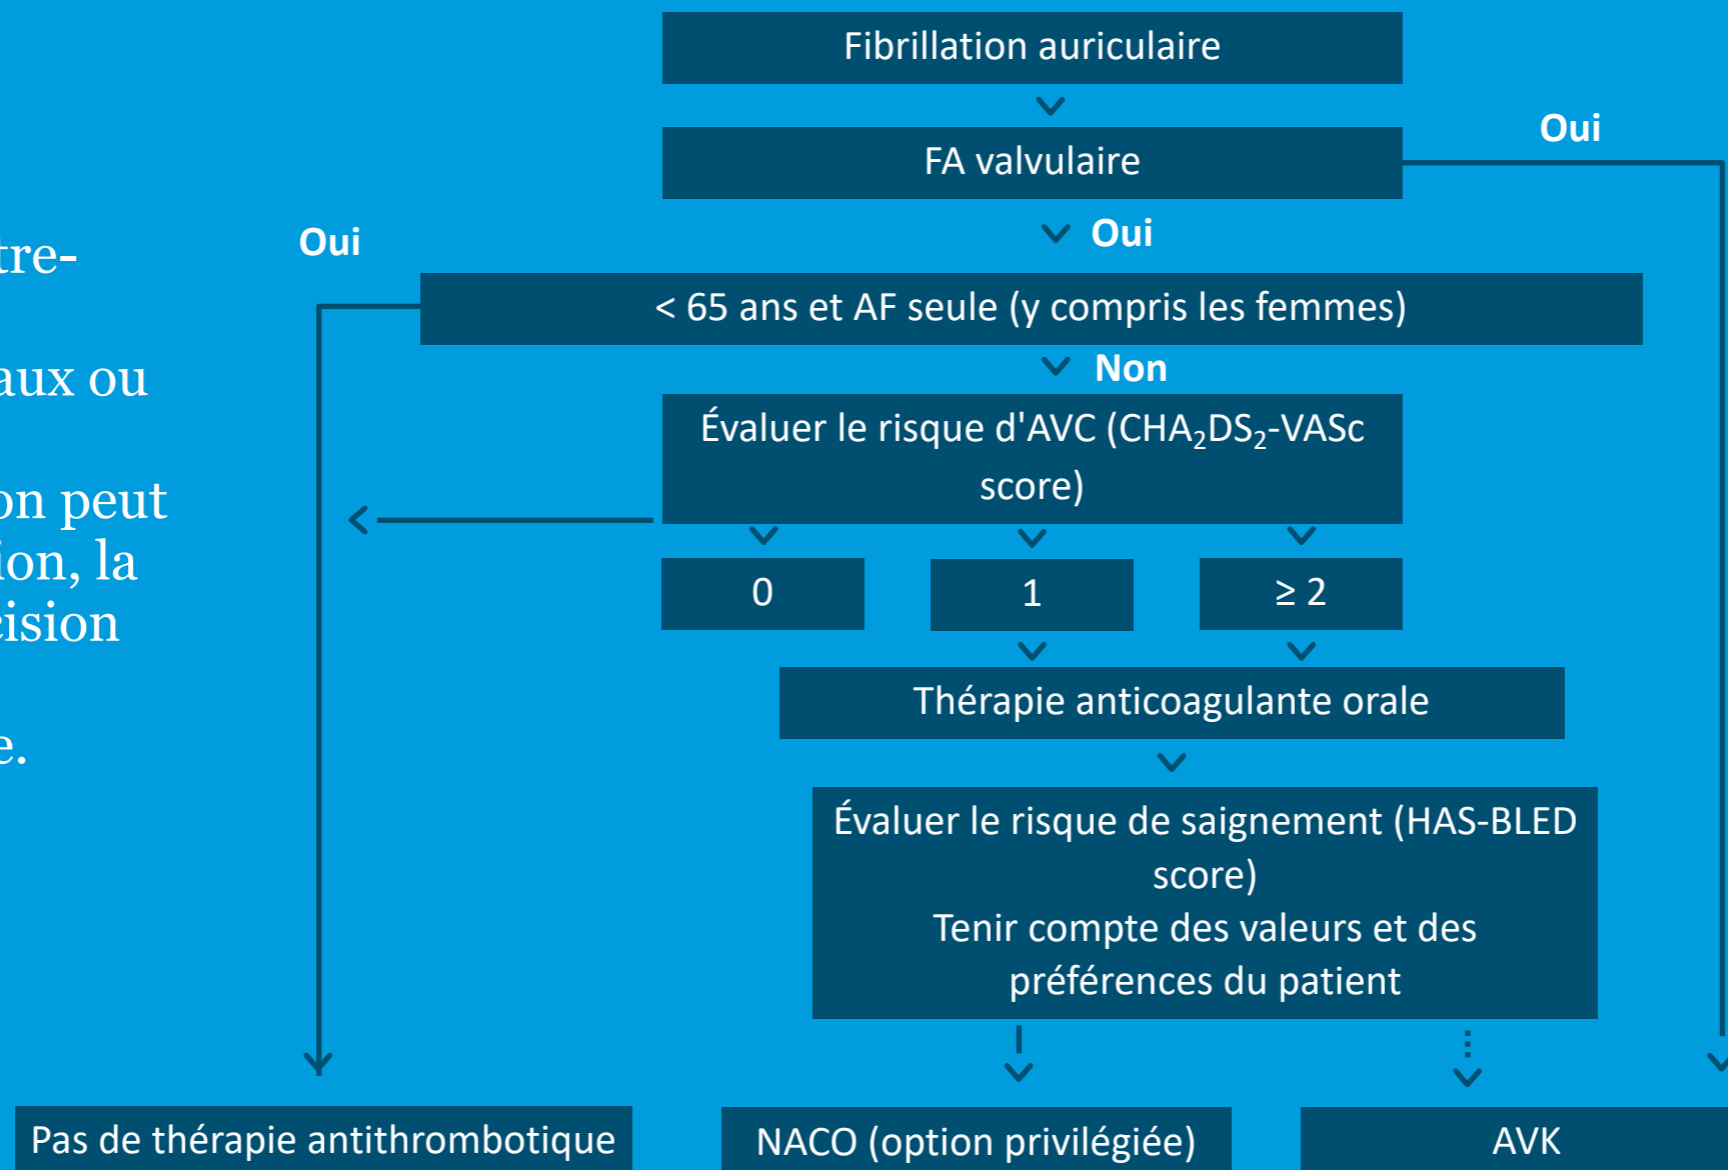 Fibrillation auriculaire
Oui
FA valvulaire
Oui
Oui
< 65 ans et AF seule (y compris les femmes)
Non
Évaluer le risque d'AVC (CHA₂DS₂-VASc
score)
0
1
≥ 2
Thérapie anticoagulante orale
Évaluer le risque de saignement (HAS-BLED
score)
Tenir compte des valeurs et des
préférences du patient
Pas de thérapie antithrombotique
NACO (option privilégiée)
AVK
tre-
aux ou
on peut
ion, la
cision
e.